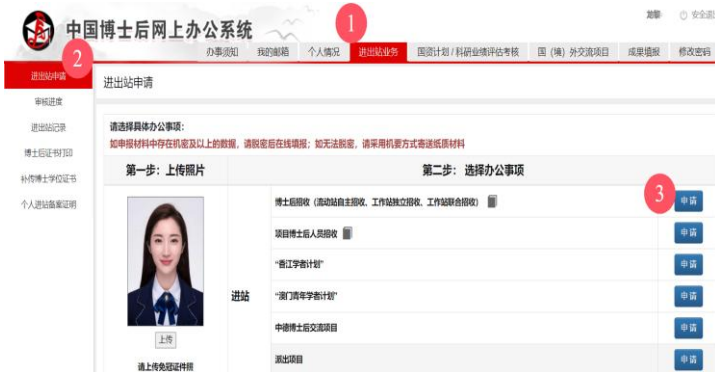 中国博士后网上办公系统
1
安全退
2
办事须知 我的邮箱 个人情况 进出站业务 国资计划 / 科研业绩评估考核 国（境）外交流项目 成果填报 修改密码
进出站申请
审核进度
进出站记录
博士后证书打印
补传博士学位证书
个人进站备案证明
进出站申请
请选择具体办公事项：
如申报材料中存在机密及以上的数据，请脱密后在线填报；如无法脱密，请采用机要方式寄送纸质材料
第一步：上传照片
第二步：选择办公事项
上传
请上传免冠证件照
进站
博士后招收（流动站自主招收、工作站独立招收、工作站联合招收）
3
申请
项目博士后人员招收
申请
“香江学者计划”
申请
“澳门青年学者计划”
申请
中德博士后交流项目
申请
派出项目
申请